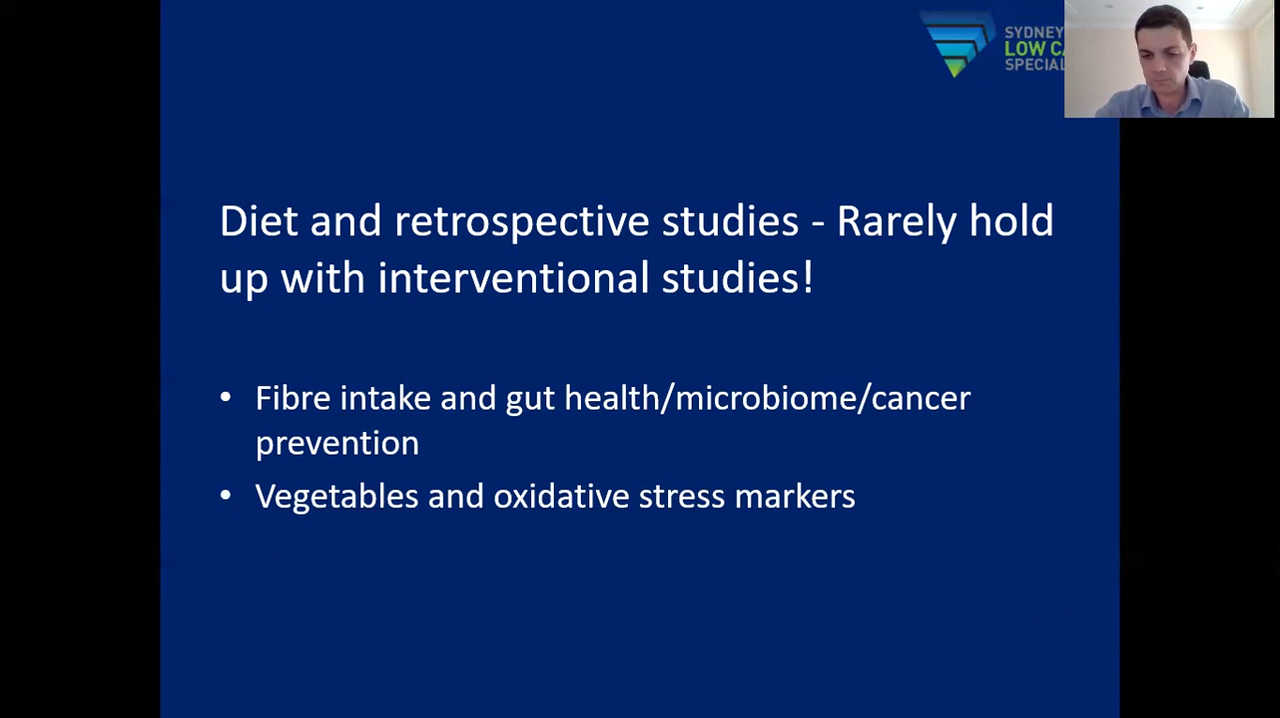 SYDNEY
LOW CA
SPECIAL
Diet and retrospective studies - Rarely hold
up with interventional studies!
• Fibre intake and gut health/microbiome/cancer
prevention
• Vegetables and oxidative stress markers